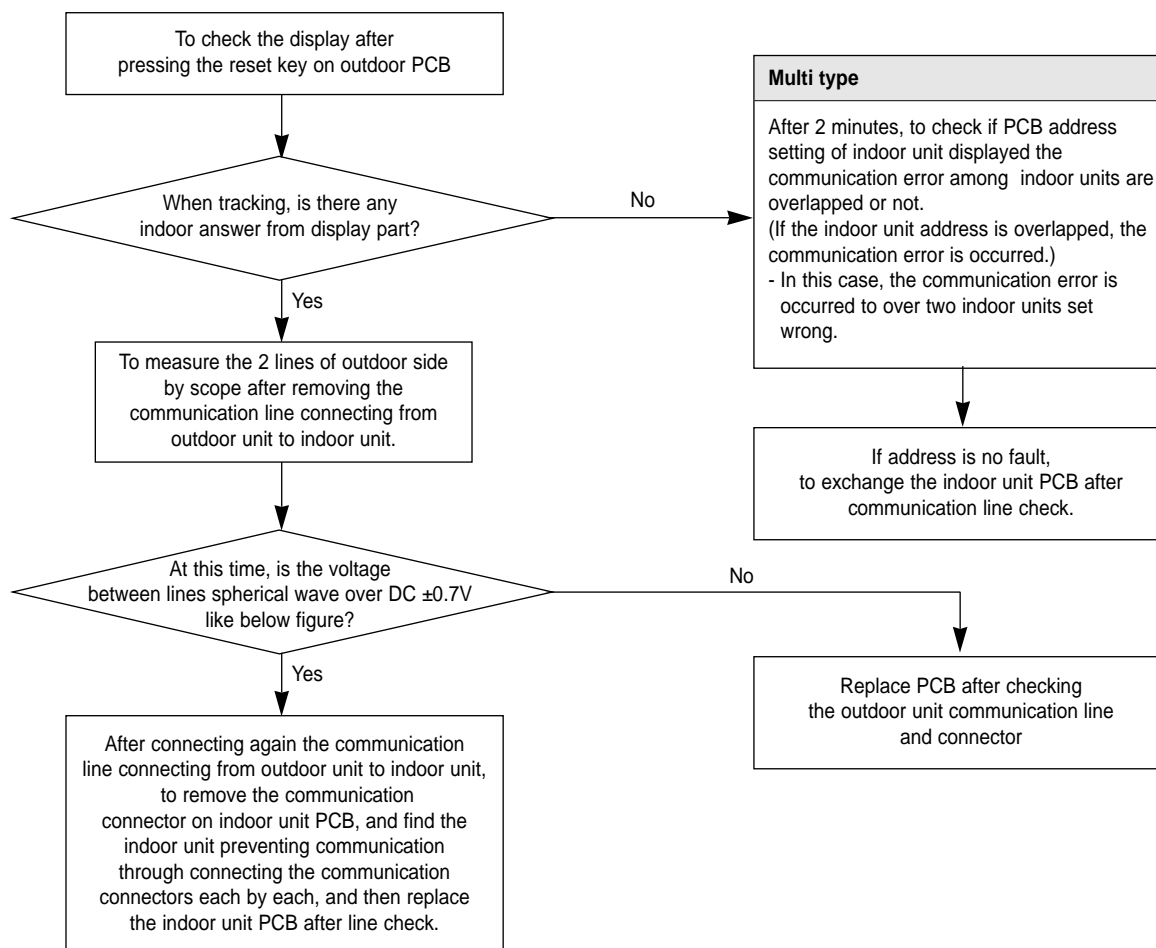 To check the display after
pressing the reset key on outdoor PCB
When tracking, is there any
indoor answer from display part?
No
Multi type
After 2 minutes, to check if PCB address
setting of indoor unit displayed the
communication error among indoor units are
overlapped or not.
(If the indoor unit address is overlapped, the
communication error is occurred.)
- In this case, the communication error is
occurred to over two indoor units set
wrong.
If address is no fault,
to exchange the indoor unit PCB after
communication line check.
Yes
To measure the 2 lines of outdoor side
by scope after removing the
communication line connecting from
outdoor unit to indoor unit.
At this time, is the voltage
between lines spherical wave over DC ±0.7V
like below figure?
No
Replace PCB after checking
the outdoor unit communication line
and connector
Yes
After connecting again the communication
line connecting from outdoor unit to indoor unit,
to remove the communication
connector on indoor unit PCB, and find the
indoor unit preventing communication
through connecting the communication
connectors each by each, and then replace
the indoor unit PCB after line check.